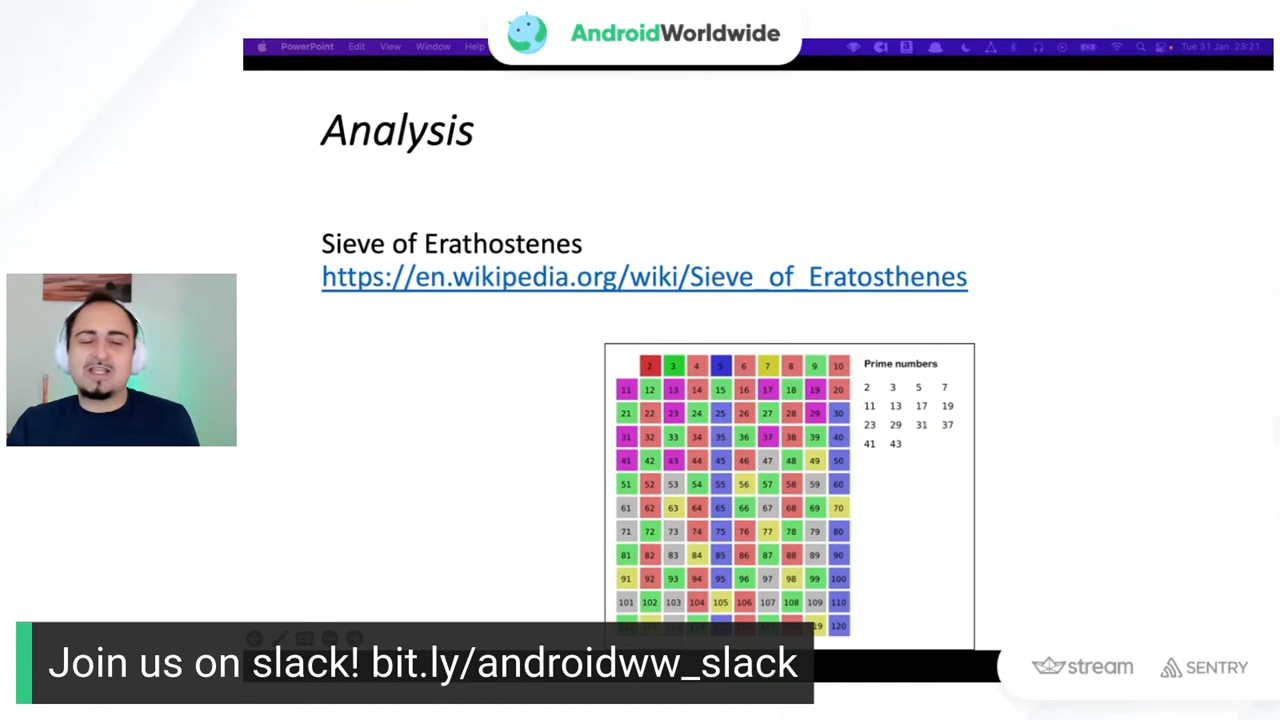 AndroidWorldwide
PowerPoint Edit View Window Help Tue 31 Jan 23:21
Analysis
Sieve of Erathostenes
https://en.wikipedia.org/wiki/Sieve_of_Eratosthenes
2 3 4 5 6 7 8 9 10
11 12 13 14 15 16 17 18 19 20
21 22 23 24 25 26 27 28 29 30
31 32 33 34 35 36 37 38 39 40
41 42 43 44 45 46 47 48 49 50
51 52 53 54 55 56 57 58 59 60
61 62 63 64 65 66 67 68 69 70
71 72 73 74 75 76 77 78 79 80
81 82 83 84 85 86 87 88 89 90
91 92 93 94 95 96 97 98 99 100
101 102 103 104 105 106 107 108 109 110
120
Prime numbers
2 3 5 7
11 13 17 19
23 29 31 37
41 43
Join us on slack! bit.ly/androidww_slack
stream SENTRY